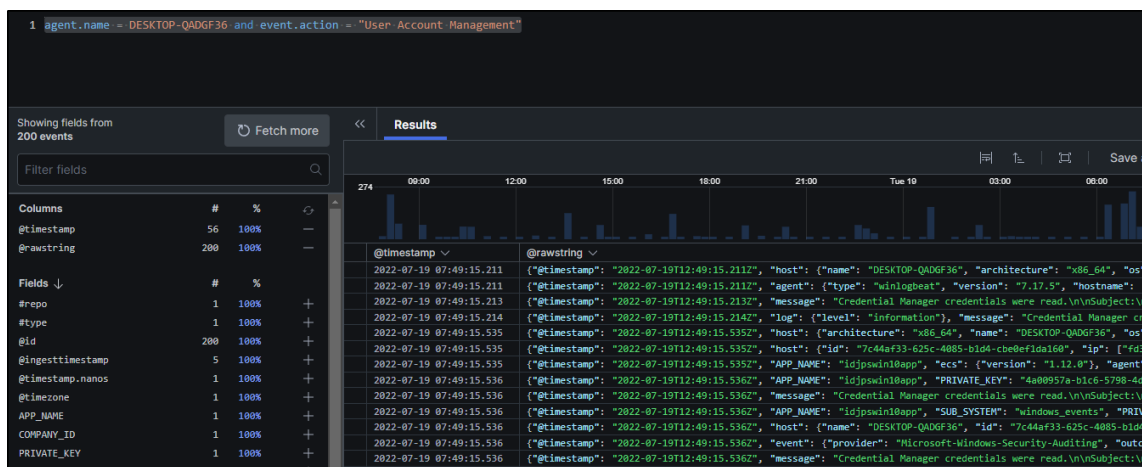 1 agent.name = DESKTOP-QADGF36 and event.action = "User Account Management"
Showing fields from
200 events
Fetch more
Filter fields
Columns # %
@timestamp 56 100%
@rawstring 200 100%
Fields # %
#repo 1 100%
#type 1 100%
@id 200 100%
@ingesttimestamp 5 100%
@timestamp.nanos 1 100%
@timezone 1 100%
APP_NAME 1 100%
COMPANY_ID 1 100%
PRIVATE_KEY 1 100%
Results
Save
274
09:00 12:00 15:00 18:00 21:00 Tue 19 03:00 06:00
@timestamp @rawstring
2022-07-19 07:49:15.211 {"@timestamp": "2022-07-19T12:49:15.211Z", "host": {"name": "DESKTOP-QADGF36", "architecture": "x86_64", "os
2022-07-19 07:49:15.211 {"@timestamp": "2022-07-19T12:49:15.211Z", "agent": {"type": "winlogbeat", "version": "7.17.5", "hostname":
2022-07-19 07:49:15.213 {"@timestamp": "2022-07-19T12:49:15.213Z", "message": "Credential Manager credentials were read.\n\nSubject:\
2022-07-19 07:49:15.214 {"@timestamp": "2022-07-19T12:49:15.214Z", "log": {"level": "information"}, "message": "Credential Manager cr
2022-07-19 07:49:15.535 {"@timestamp": "2022-07-19T12:49:15.535Z", "host": {"architecture": "x86_64", "name": "DESKTOP-QADGF36", "os
2022-07-19 07:49:15.535 {"@timestamp": "2022-07-19T12:49:15.535Z", "host": {"id": "7c44af33-625c-4085-b1d4-cbe0ef1da160", "ip": ["fd3
2022-07-19 07:49:15.535 {"@timestamp": "2022-07-19T12:49:15.535Z", "APP_NAME": "idjpswin10app", "ecs": {"version": "1.12.0"}, "agent
2022-07-19 07:49:15.536 {"@timestamp": "2022-07-19T12:49:15.536Z", "APP_NAME": "idjpswin10app", "PRIVATE_KEY": "4a00957a-b1c6-5798-4d
2022-07-19 07:49:15.536 {"@timestamp": "2022-07-19T12:49:15.536Z", "message": "Credential Manager credentials were read.\n\nSubject:\
2022-07-19 07:49:15.536 {"@timestamp": "2022-07-19T12:49:15.536Z", "APP_NAME": "idjpswin10app", "SUB_SYSTEM": "windows_events", "PRIV
2022-07-19 07:49:15.536 {"@timestamp": "2022-07-19T12:49:15.536Z", "host": {"name": "DESKTOP-QADGF36", "id": "7c44af33-625c-4085-b1d4
2022-07-19 07:49:15.536 {"@timestamp": "2022-07-19T12:49:15.536Z", "event": {"provider": "Microsoft-Windows-Security-Auditing", "outc
2022-07-19 07:49:15.536 {"@timestamp": "2022-07-19T12:49:15.536Z", "message": "Credential Manager credentials were read.\n\nSubject:\